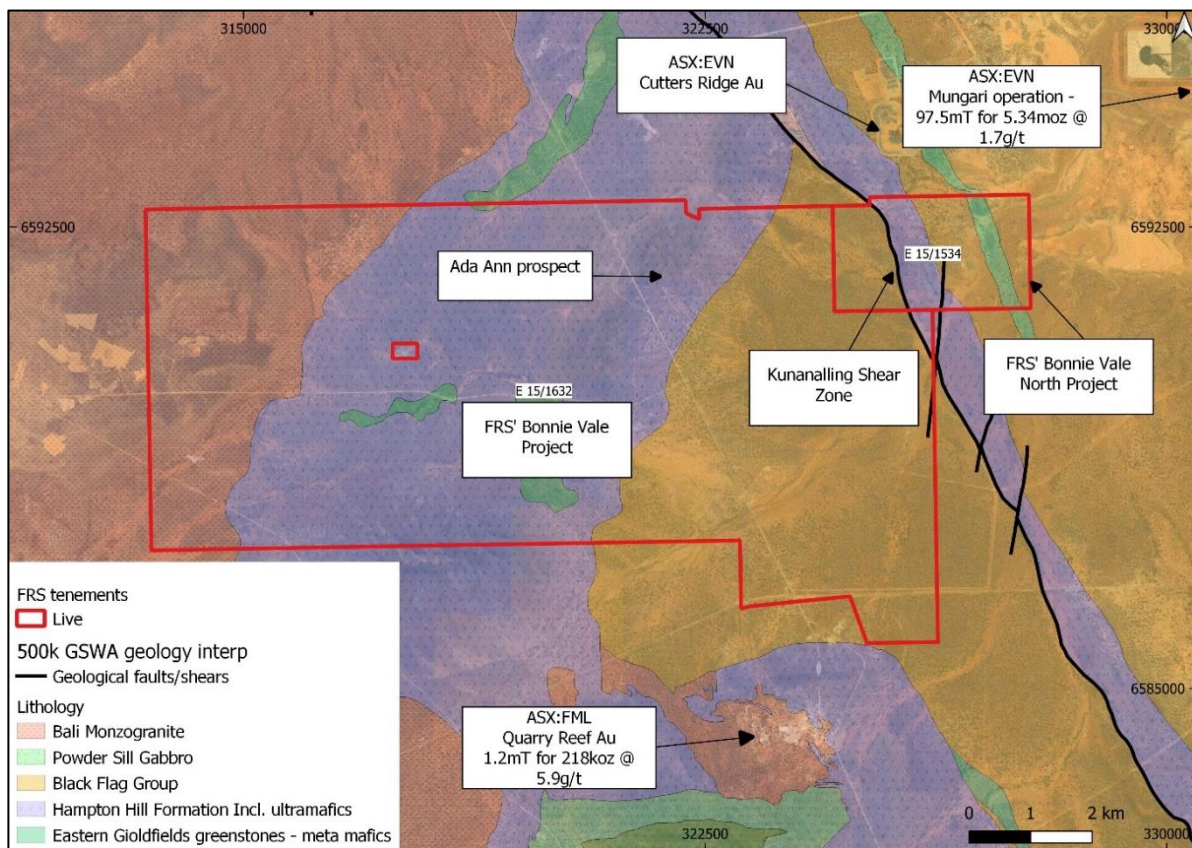 315000
322500
330000
ASX:EVN
Cutters Ridge Au
ASX:EVN
Mungari operation -
97.5mT for 5.34moz @
1.7g/t
6592500
6592500
Ada Ann prospect
E 15/1534
Kunanalling Shear
Zone
FRS' Bonnie Vale
North Project
E 15/1632
FRS' Bonnie Vale
Project
FRS tenements
Live
500k GSWA geology interp
Geological faults/shears
Lithology
Bali Monzogranite
Powder Sill Gabbro
Black Flag Group
Hampton Hill Formation Incl. ultramafics
Eastern Gioldfields greenstones - meta mafics
ASX:FML
Quarry Reef Au
1.2mT for 218koz @
5.9g/t
6585000
0 1 2 km
322500
330000